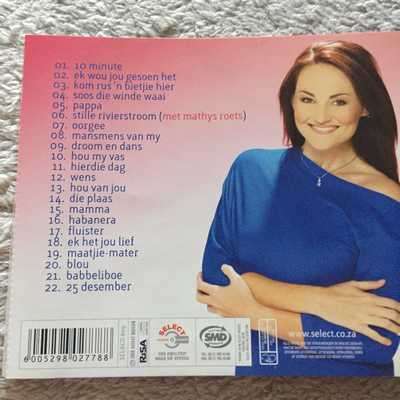 01. 10 minute
02. ek wou jou gesoen het
03. kom rus 'n bietjie hier
04. soos die winde waai
05. pappa
06. stille rivierstroom (met mathys roets)
07. oorgee
08. mansmens van my
09. droom en dans
10. hou my vas
11. hierdie dag
12. wens
13. hou van jou
14. die plaas
15. mamma
16. habanera
17. fluister
18. ek het jou lief
19. maatjie-mater
20. blou
21. babbeliboe
22. 25 desember
www.select.co.za
RiSA
SELECT
SMD
6005298 027788